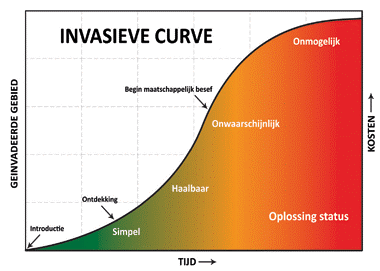 INVASIEVE CURVE
Onmogelijk
Begin maatschappelijk besef
Onwaarschijnlijk
Haalbaar
Ontdekking
Simpel
Introductie
Oplossing status
GEINVADEERDE GEBIED
KOSTEN
TIJD